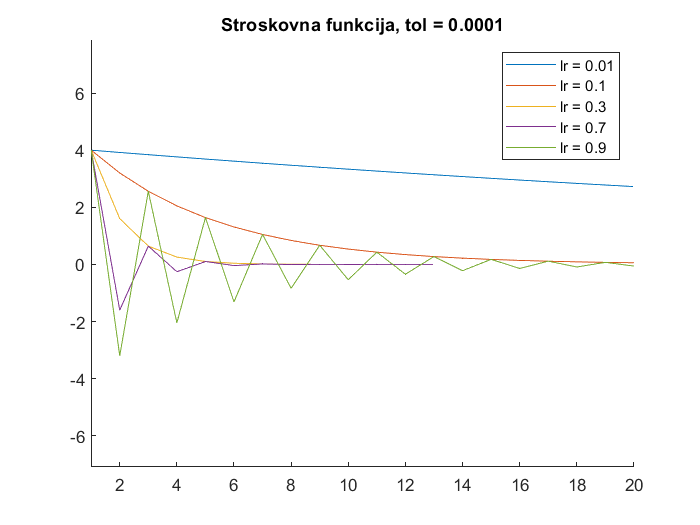 Stroskovna funkcija, tol = 0.0001
lr = 0.01
lr = 0.1
lr = 0.3
lr = 0.7
lr = 0.9
6
4
2
0
-2
-4
-6
2 4 6 8 10 12 14 16 18 20